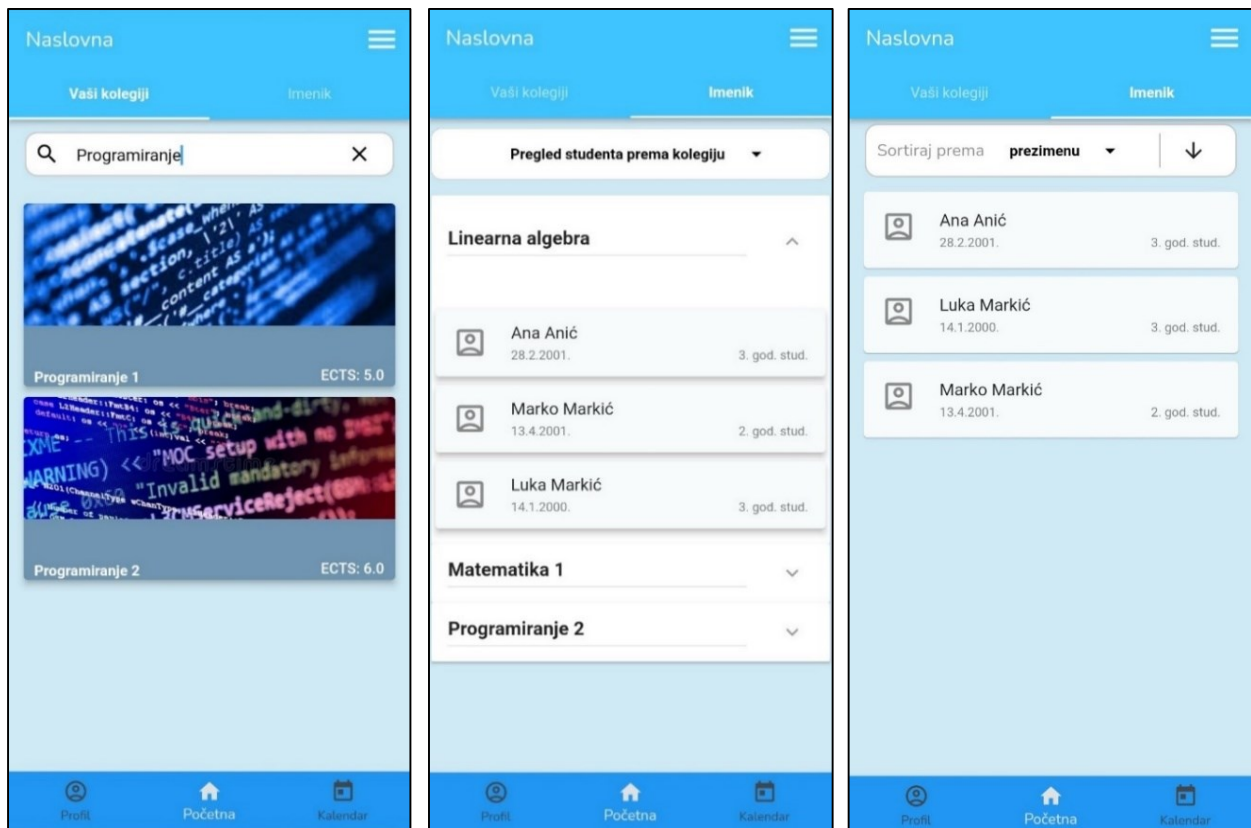 Naslovna
Vaši kolegiji Imenik
Programiranje
Programiranje 1 ECTS: 5.0
Programiranje 2 ECTS: 6.0
Profil Početna Kalendar
Naslovna
Vaši kolegiji Imenik
Pregled studenta prema kolegiju
Linearna algebra
Ana Anić
28.2.2001. 3. god. stud.
Marko Markić
13.4.2001. 2. god. stud.
Luka Markić
14.1.2000. 3. god. stud.
Matematika 1
Programiranje 2
Profil Početna Kalendar
Naslovna
Vaši kolegiji Imenik
Sortiraj prema prezimenu
Ana Anić
28.2.2001. 3. god. stud.
Luka Markić
14.1.2000. 3. god. stud.
Marko Markić
13.4.2001. 2. god. stud.
Profil Početna Kalendar